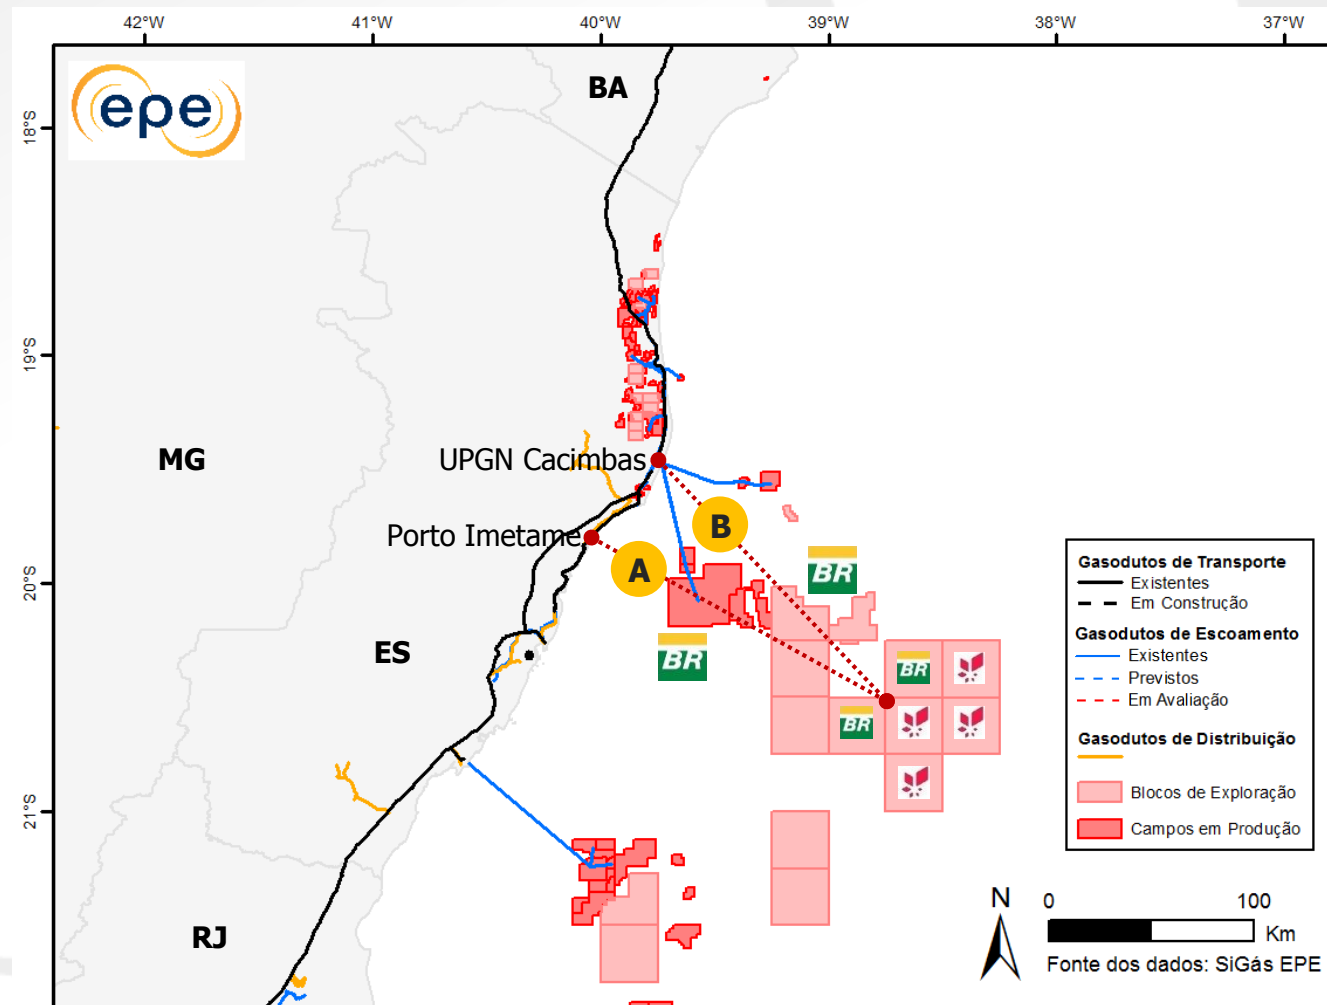 42°W 41°W 40°W 39°W 38°W 37°W
18°S
19°S
20°S
21°S
epe
BA
MG
UPGN Cacimbas
Porto Imetame
B
A
BR
BR
BR
BR
ES
RJ
Gasodutos de Transporte
Existentes
Em Construção
Gasodutos de Escoamento
Existentes
Previstos
Em Avaliação
Gasodutos de Distribuição
Blocos de Exploração
Campos em Produção
N
0 100
Km
Fonte dos dados: SiGás EPE